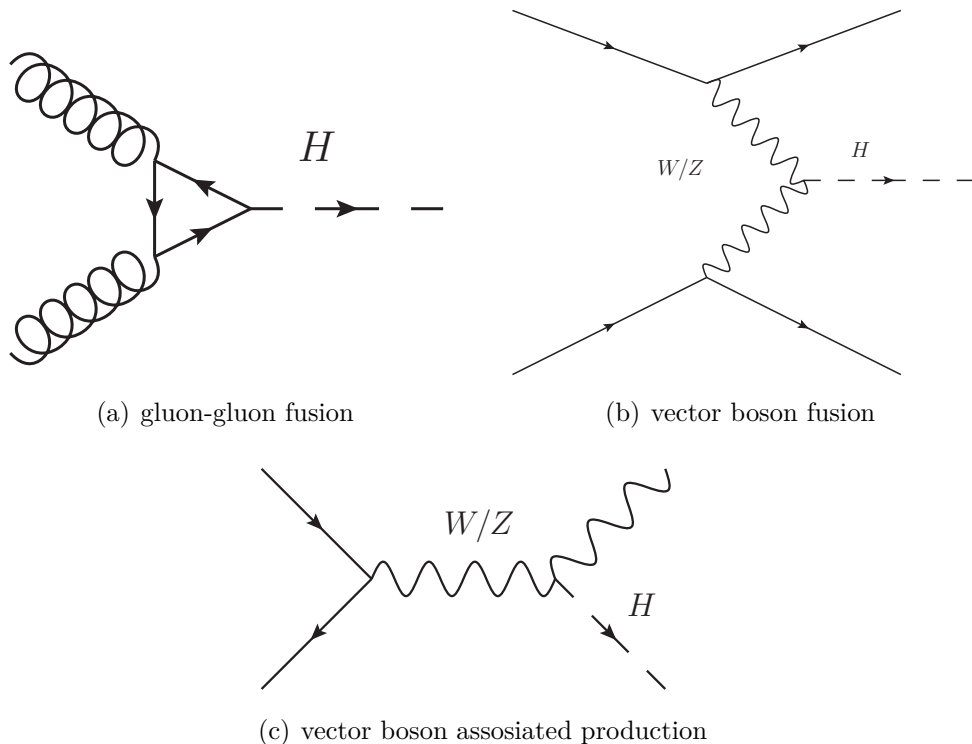 H
W/Z
H
(a) gluon-gluon fusion
(b) vector boson fusion
W/Z
H
(c) vector boson assosiated production